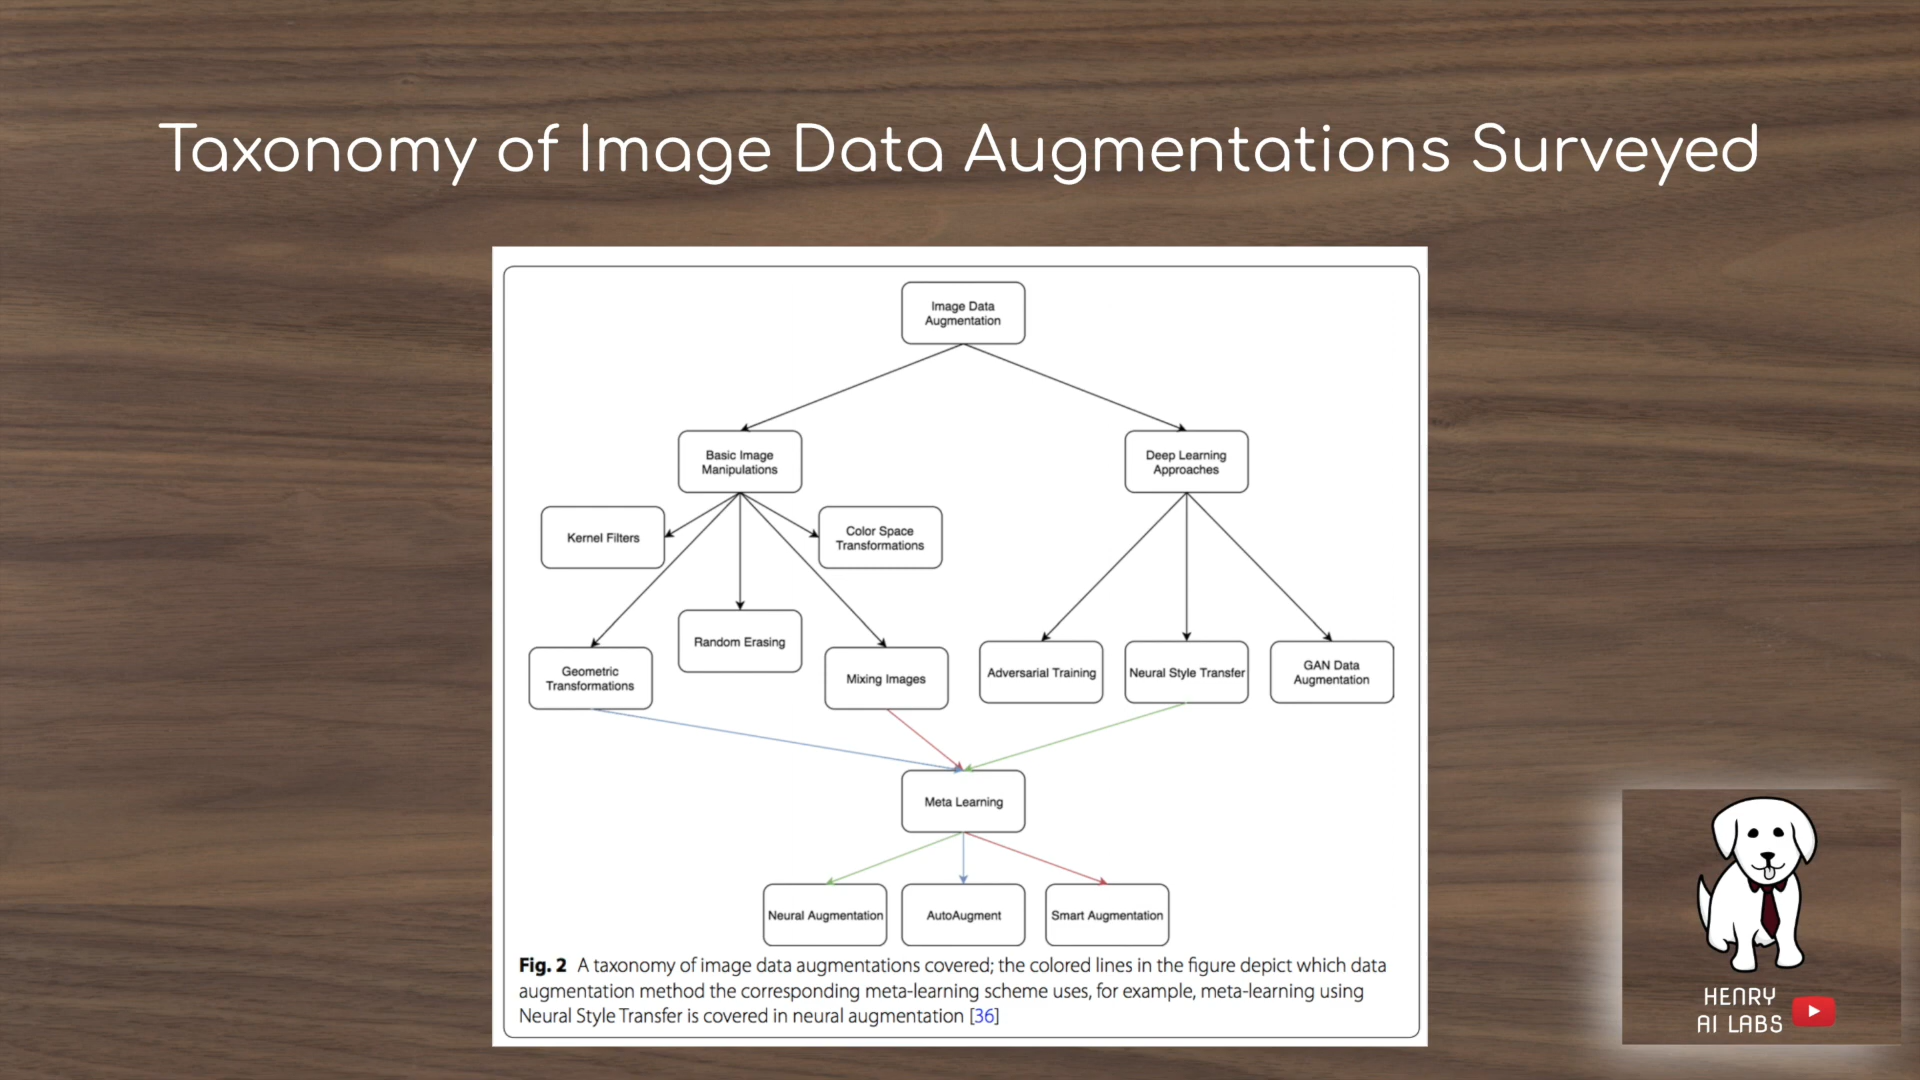 Taxonomy of Image Data Augmentations Surveyed
Image Data
Augmentation
Basic Image
Manipulations
Deep Learning
Approaches
Kernel Filters
Color Space
Transformations
Geometric
Transformations
Random Erasing
Mixing Images
Adversarial Training
Neural Style Transfer
GAN Data
Augmentation
Meta Learning
Neural Augmentation
AutoAugment
Smart Augmentation
Fig. 2 A taxonomy of image data augmentations covered; the colored lines in the figure depict which data
augmentation method the corresponding meta-learning scheme uses, for example, meta-learning using
Neural Style Transfer is covered in neural augmentation [36]
HENRY
AI LABS